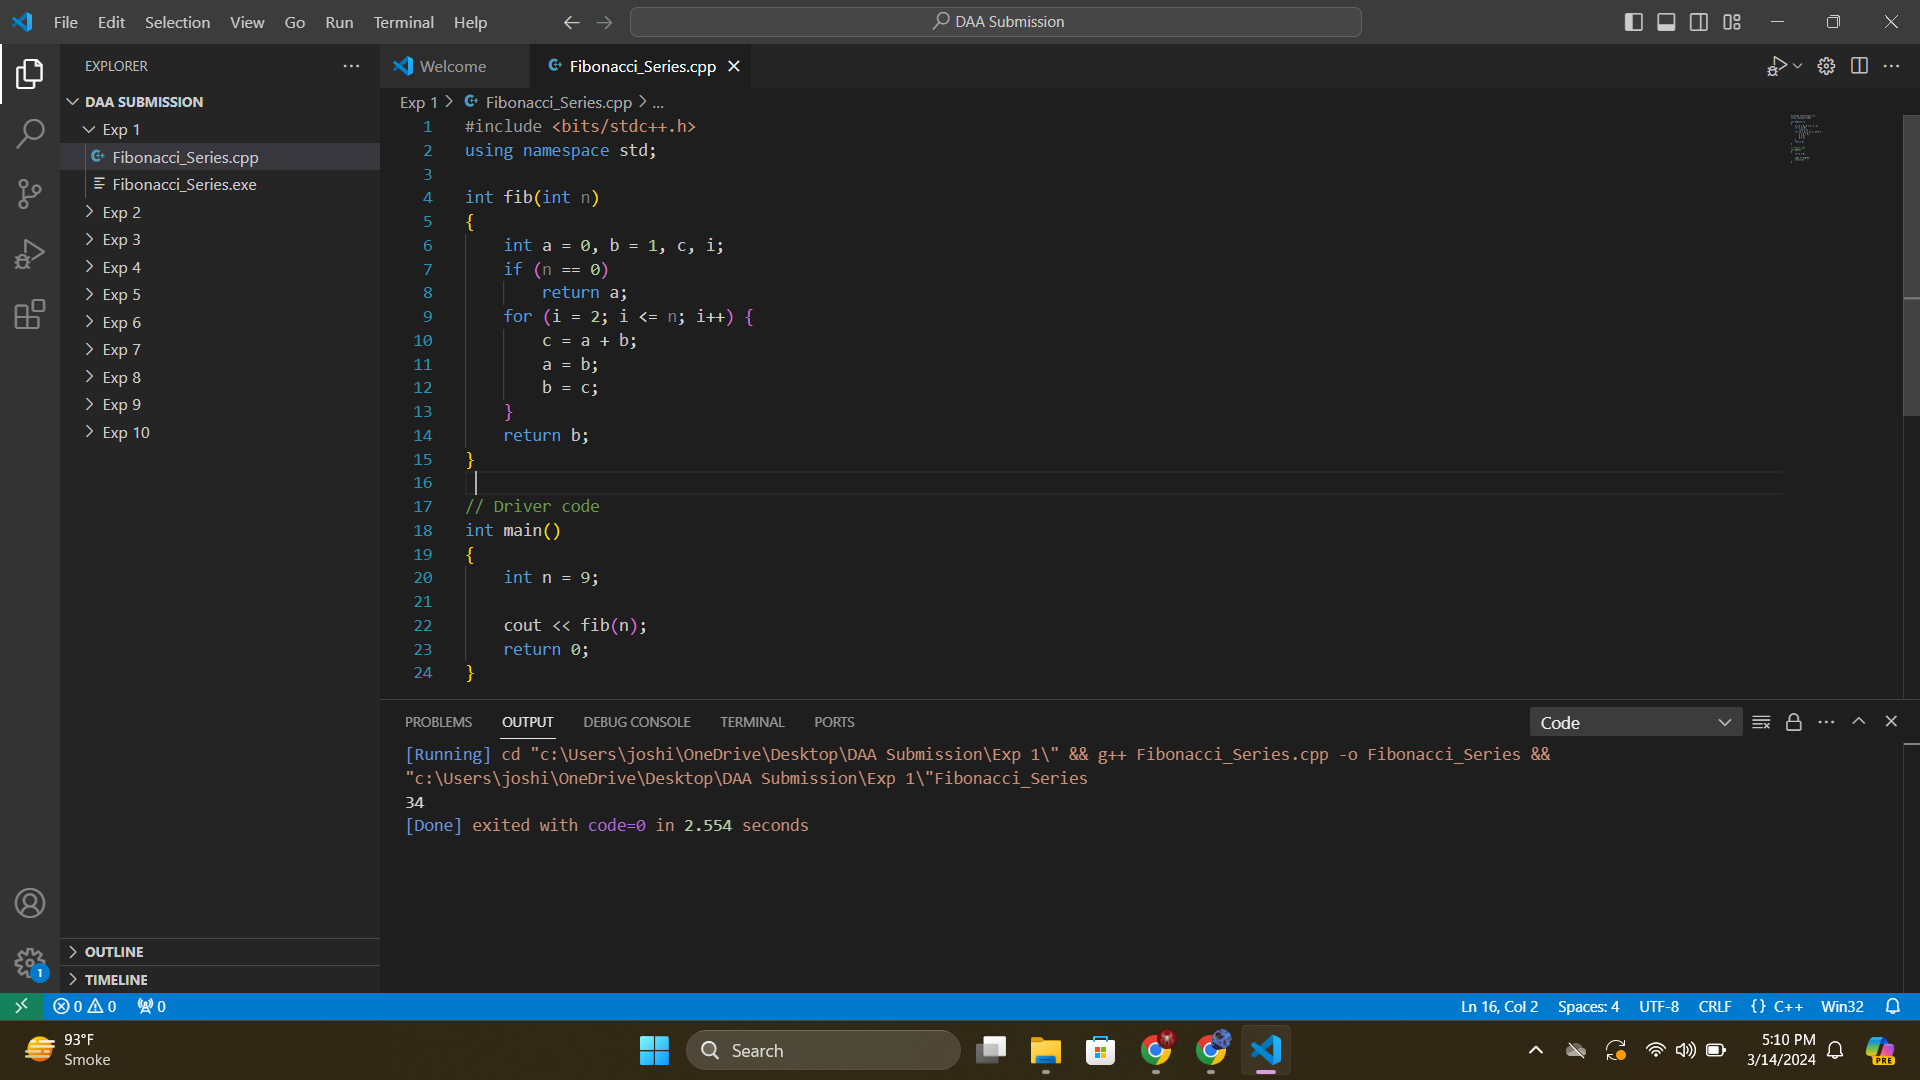 File Edit Selection View Go Run Terminal Help
DAA Submission
EXPLORER
Welcome
Fibonacci_Series.cpp
DAA SUBMISSION
Exp 1
Fibonacci_Series.cpp
Fibonacci_Series.exe
Exp 2
Exp 3
Exp 4
Exp 5
Exp 6
Exp 7
Exp 8
Exp 9
Exp 10
OUTLINE
TIMELINE
Exp 1 > Fibonacci_Series.cpp > ...
1 #include <bits/stdc++.h>
2 using namespace std;
3
4 int fib(int n)
5 {
6     int a = 0, b = 1, c, i;
7     if (n == 0)
8         return a;
9     for (i = 2; i <= n; i++) {
10         c = a + b;
11         a = b;
12         b = c;
13     }
14     return b;
15 }
16
17 // Driver code
18 int main()
19 {
20     int n = 9;
21
22     cout << fib(n);
23     return 0;
24 }
PROBLEMS OUTPUT DEBUG CONSOLE TERMINAL PORTS
Code
[Running] cd "c:\Users\joshi\OneDrive\Desktop\DAA Submission\Exp 1\" && g++ Fibonacci_Series.cpp -o Fibonacci_Series &&
"c:\Users\joshi\OneDrive\Desktop\DAA Submission\Exp 1\"Fibonacci_Series
34
[Done] exited with code=0 in 2.554 seconds
1
0 0 0
Ln 16, Col 2 Spaces: 4 UTF-8 CRLF {} C++ Win32
93°F
Smoke
Search
5:10 PM
3/14/2024
PRE